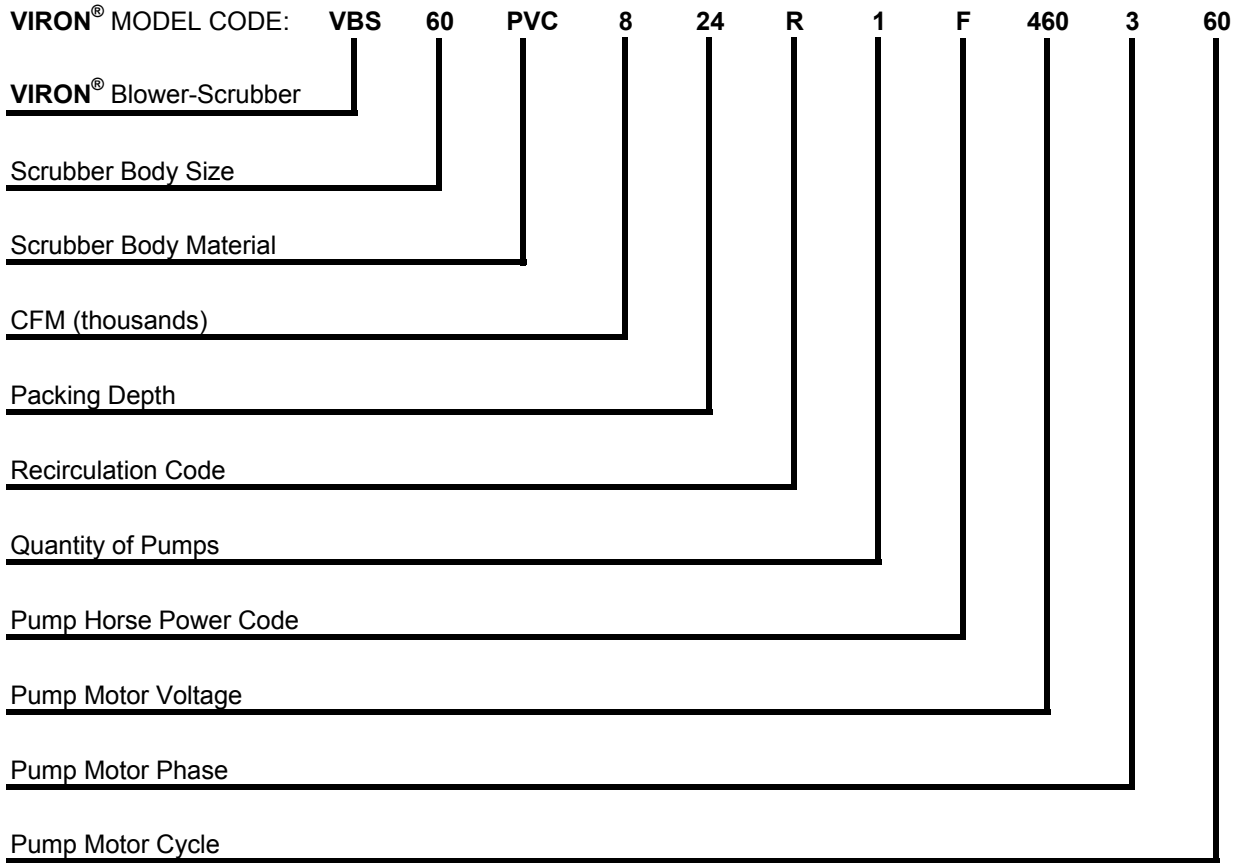 VIRON® MODEL CODE: VBS 60 PVC 8 24 R 1 F 460 3 60
VIRON® Blower-Scrubber
Scrubber Body Size
Scrubber Body Material
CFM (thousands)
Packing Depth
Recirculation Code
Quantity of Pumps
Pump Horse Power Code
Pump Motor Voltage
Pump Motor Phase
Pump Motor Cycle